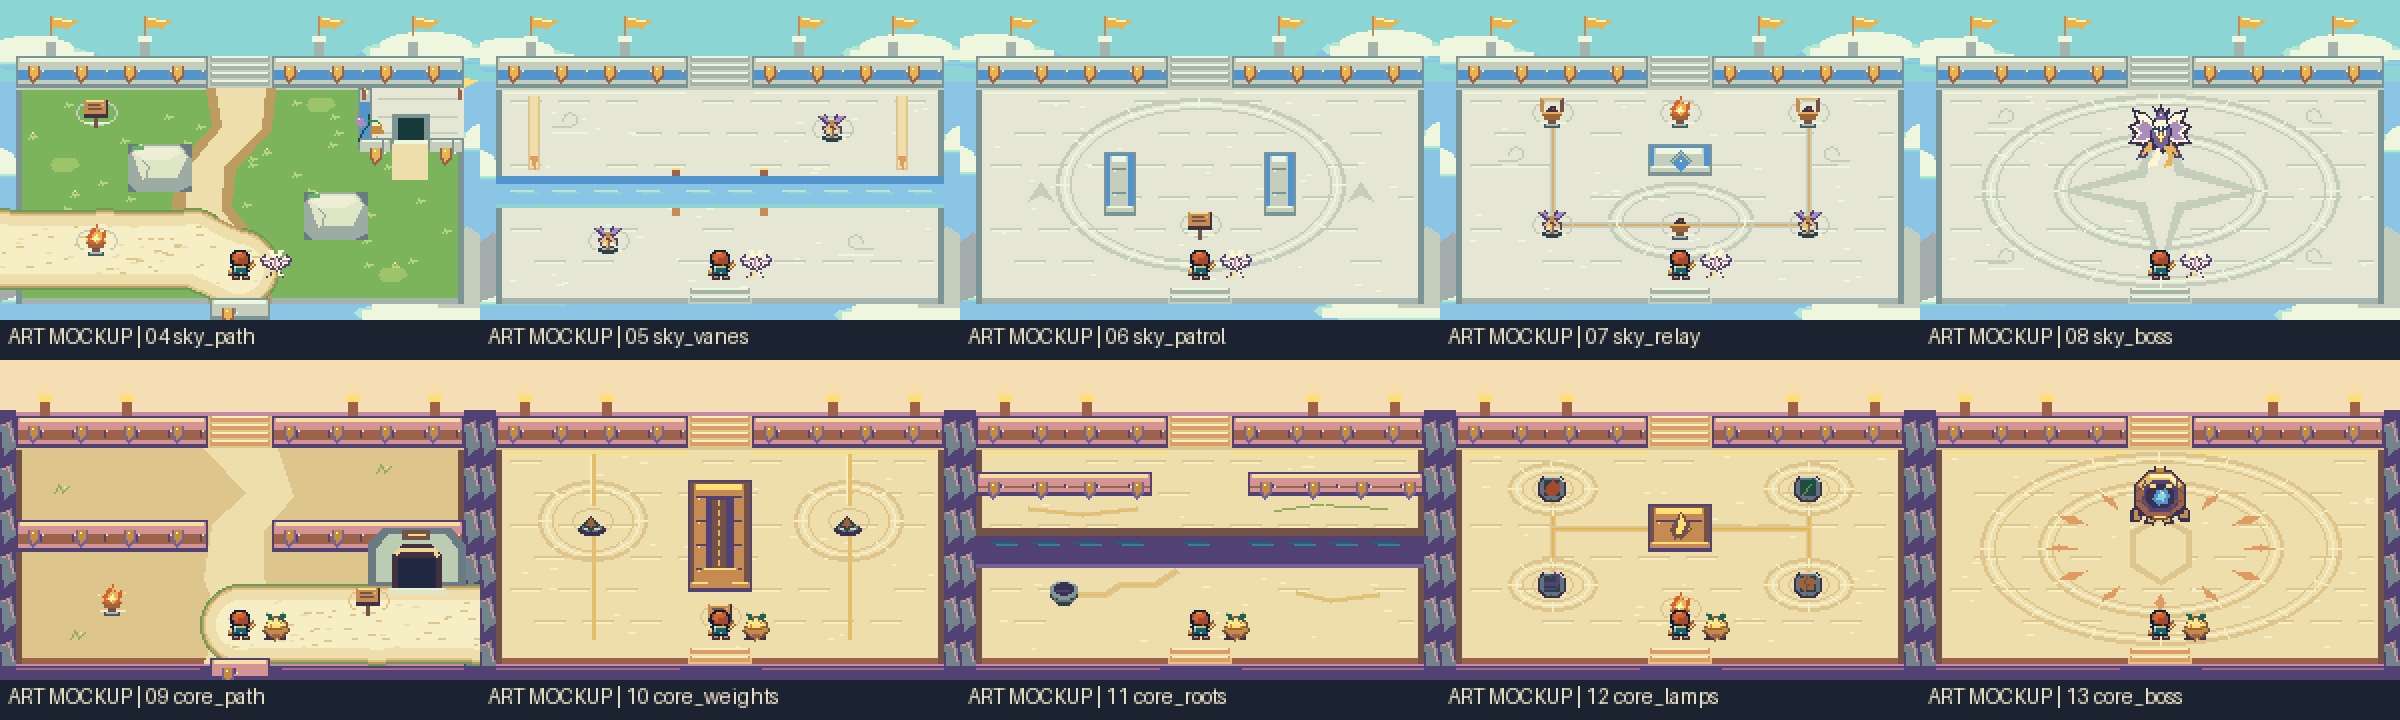 ART MOCKUP | 04 sky_path
ART MOCKUP | 05 sky_vanes
ART MOCKUP | 06 sky_patrol
ART MOCKUP | 07 sky_relay
ART MOCKUP | 08 sky_boss
ART MOCKUP | 09 core_path
ART MOCKUP | 10 core_weights
ART MOCKUP | 11 core_roots
ART MOCKUP | 12 core_lamps
ART MOCKUP | 13 core_boss